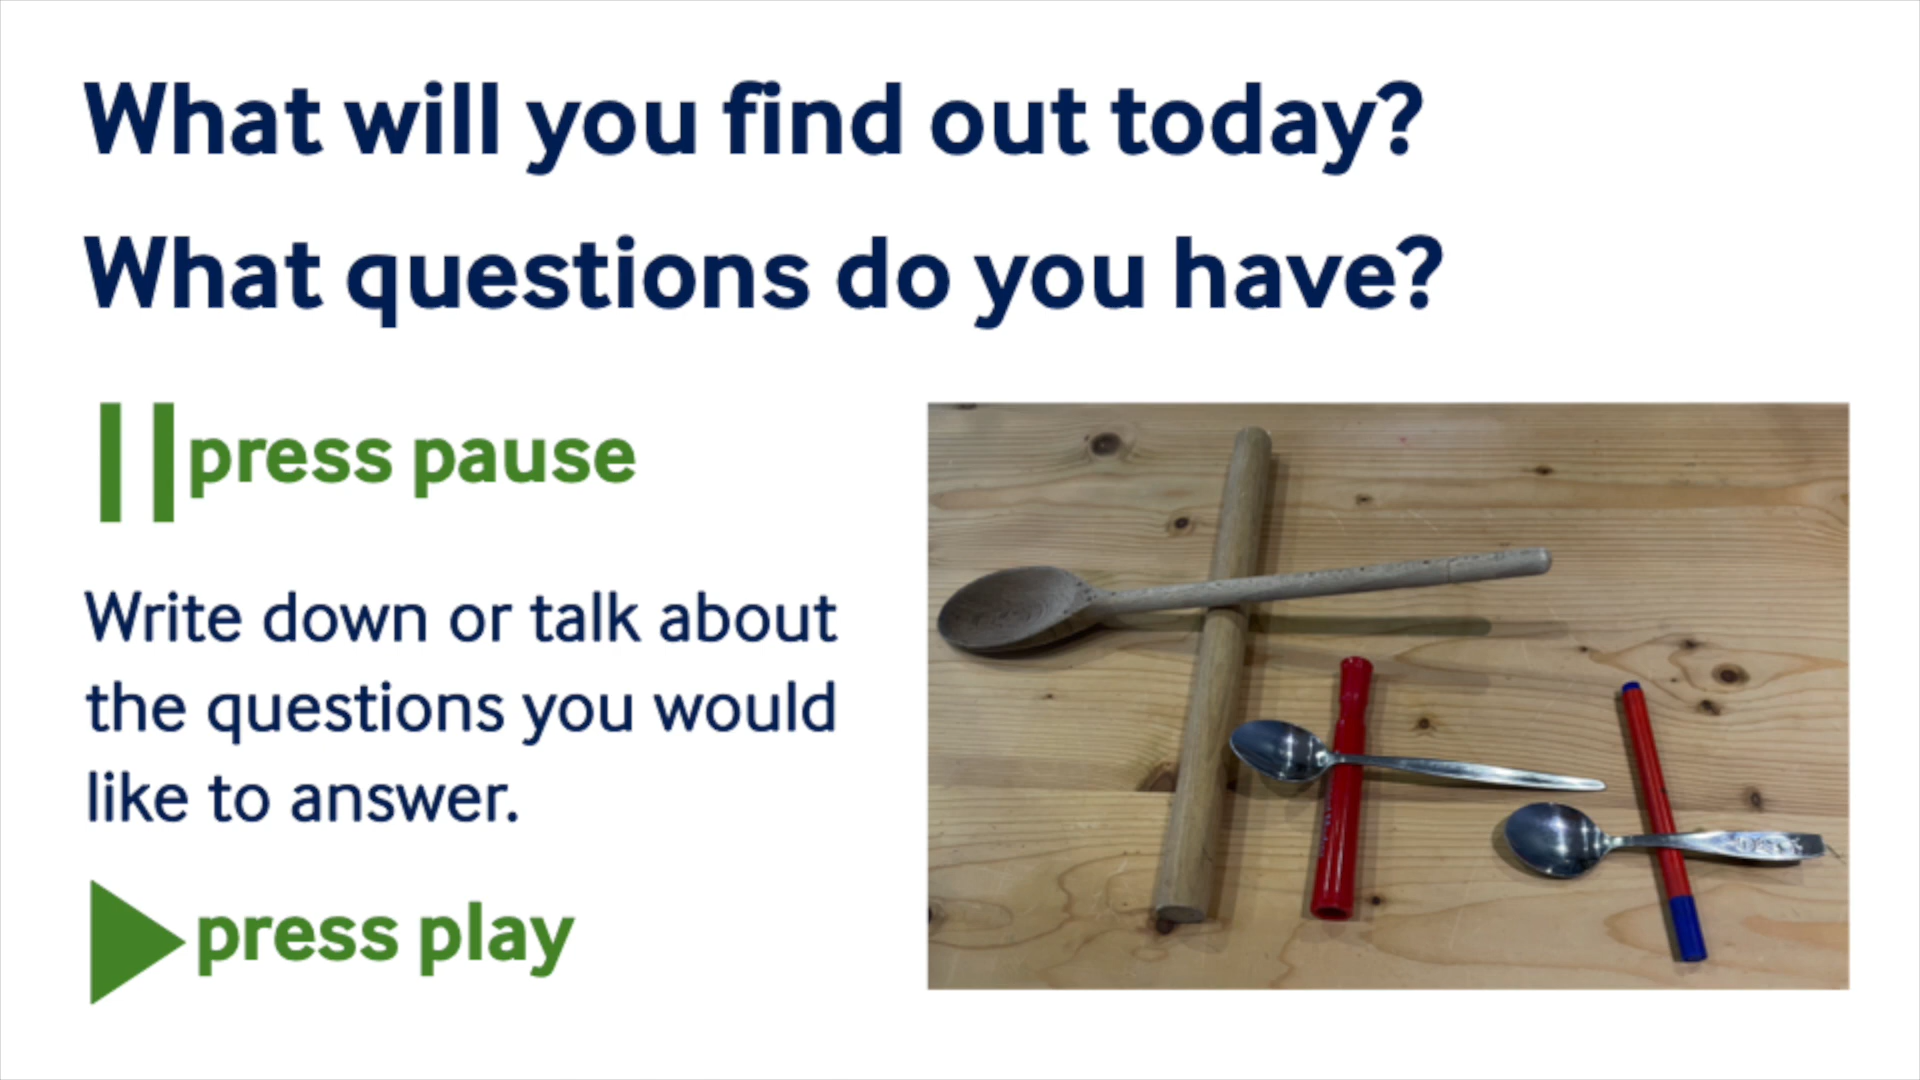 What will you find out today?
What questions do you have?
press pause
Write down or talk about
the questions you would
like to answer.
press play